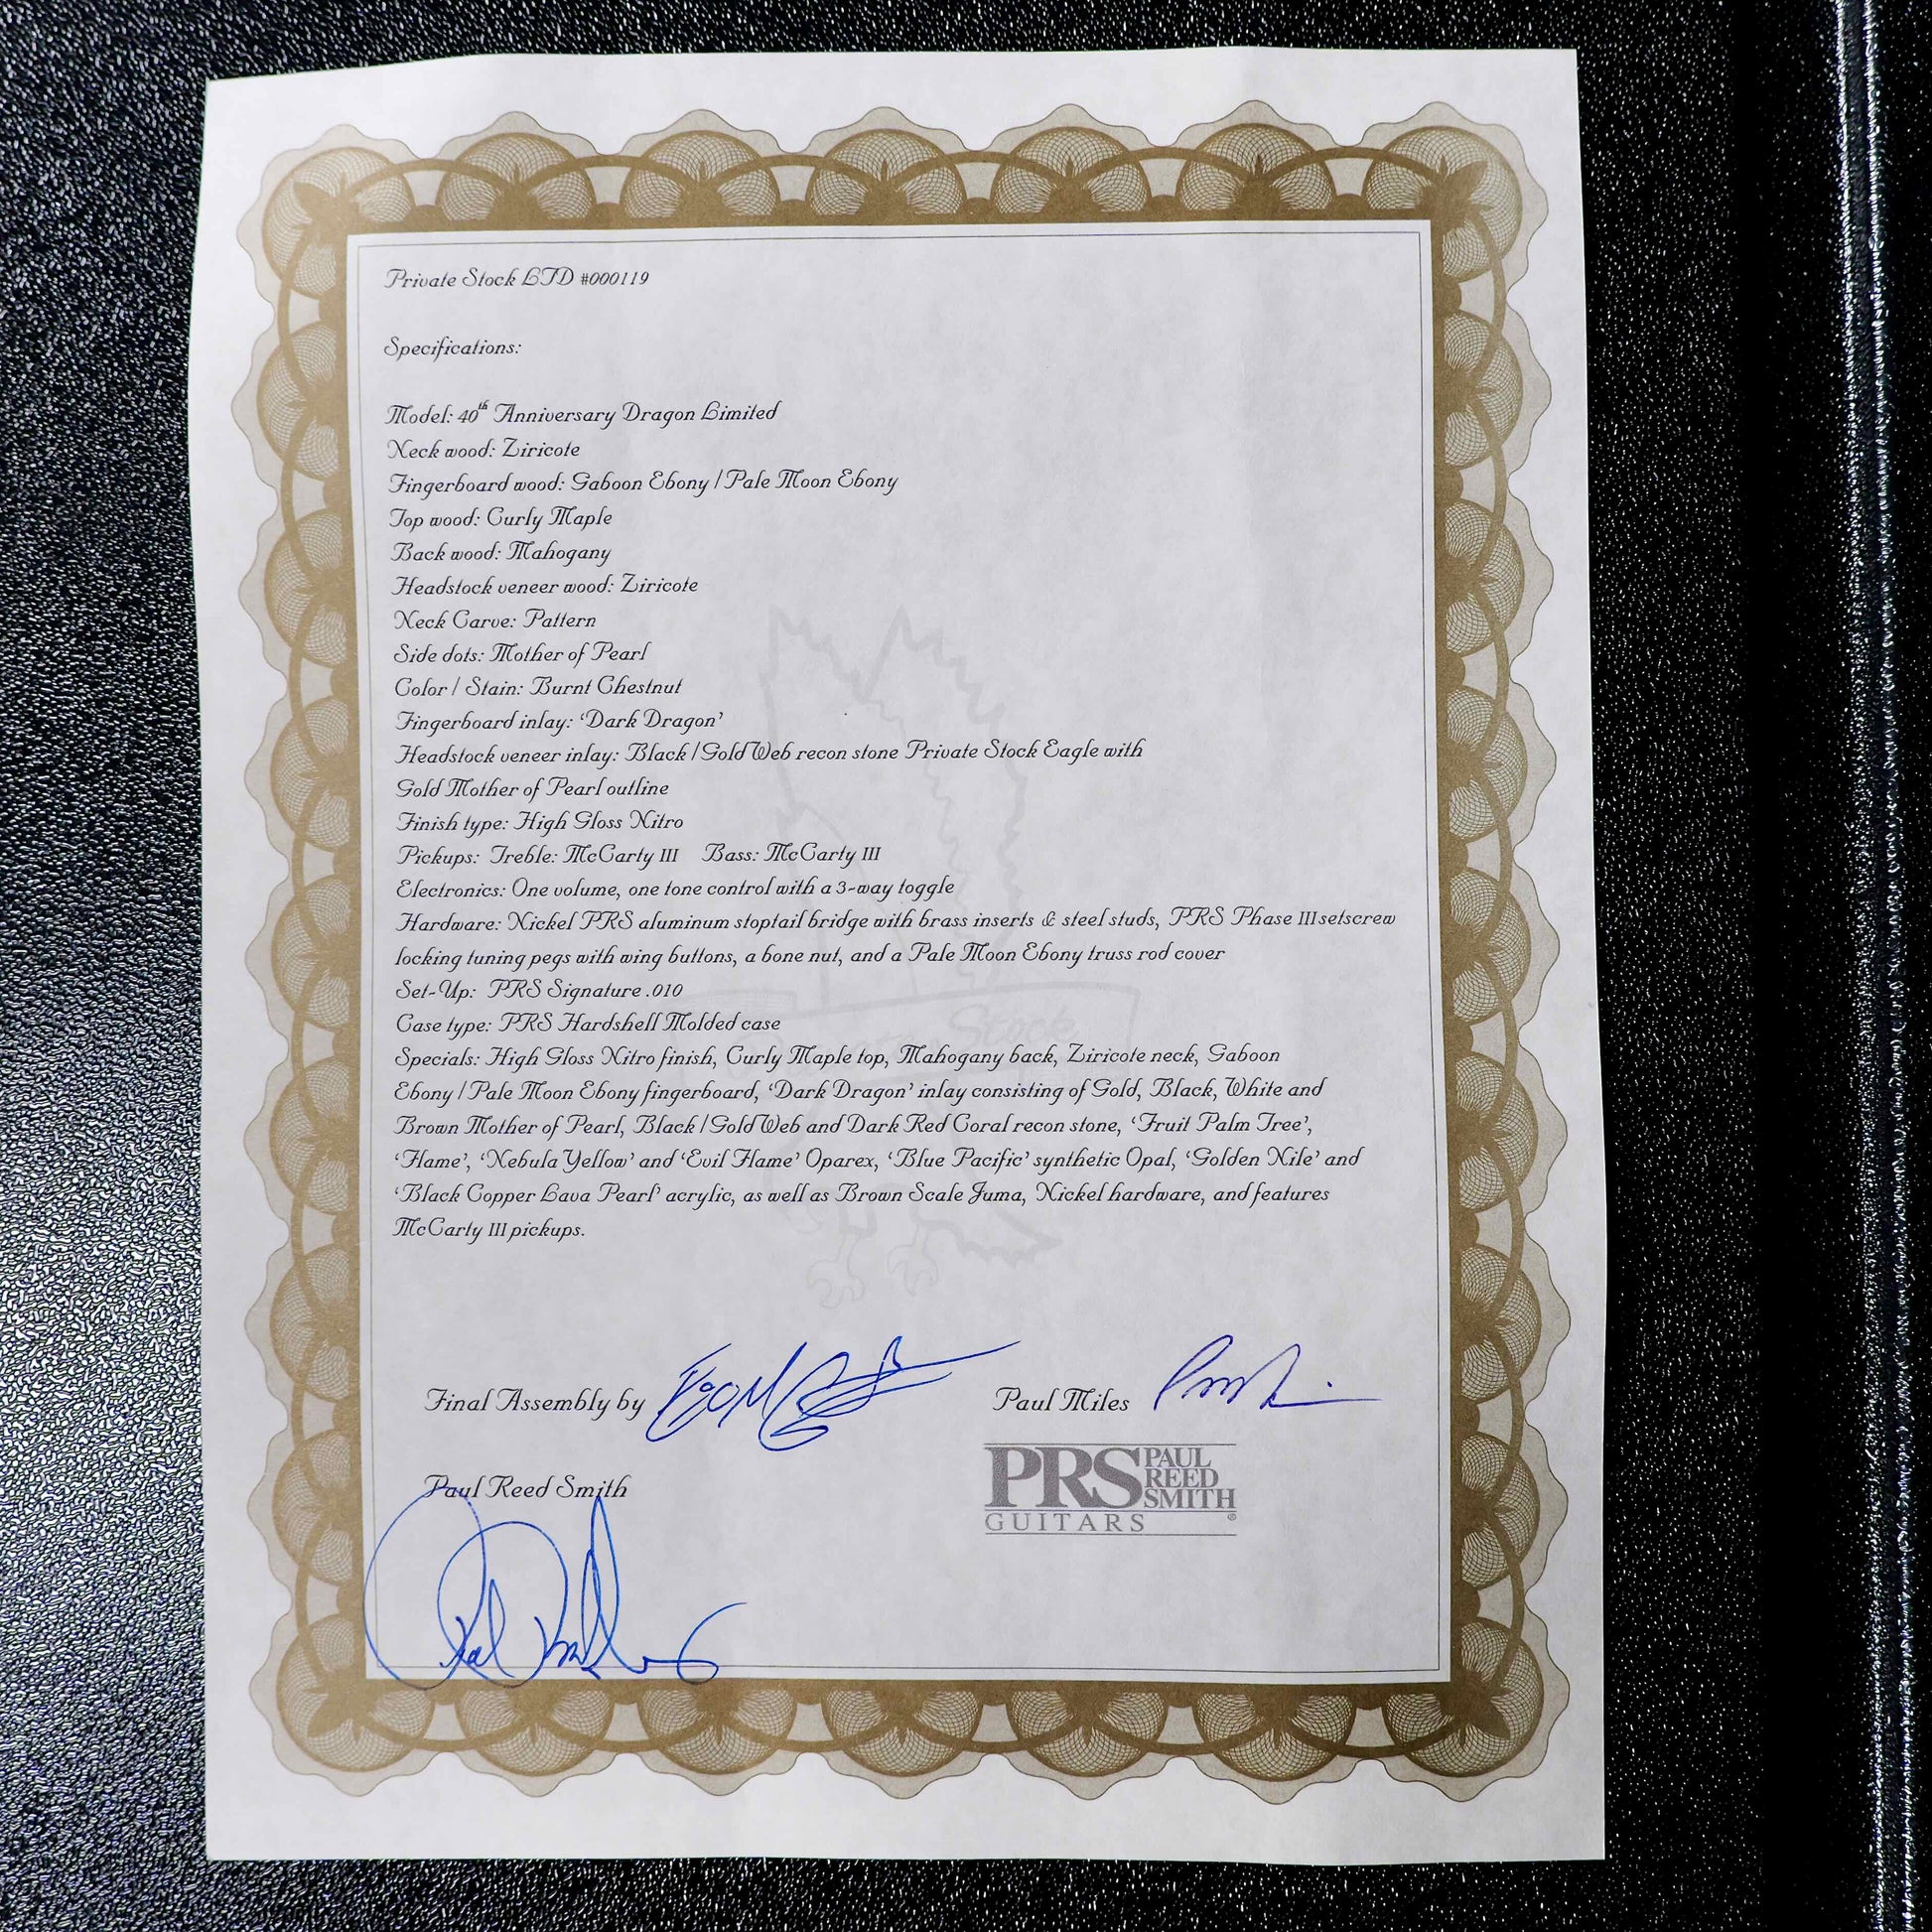 Private Stock LTD #000119
Specifications:
Model: 40th Anniversary Dragon Limited
Neck wood: Ziricote
Fingerboard wood: Gaboon Ebony / Pale Moon Ebony
Top wood: Curly Maple
Back wood: Mahogany
Headstock veneer wood: Ziricote
Neck Carve: Pattern
Side dots: Mother of Pearl
Color / Stain: Burnt Chestnut
Fingerboard inlay: ‘Dark Dragon’
Headstock veneer inlay: Black / Gold Web recon stone Private Stock Eagle with
Gold Mother of Pearl outline
Finish type: High Gloss Nitro
Pickups: Treble: McCarty III Bass: McCarty III
Electronics: One volume, one tone control with a 3-way toggle
Hardware: Nickel PRS aluminum stoptail bridge with brass inserts & steel studs, PRS Phase III setscrew
locking tuning pegs with wing buttons, a bone nut, and a Pale Moon Ebony truss rod cover
Set-Up: PRS Signature .010
Case type: PRS Hardshell Molded case
Specials: High Gloss Nitro finish, Curly Maple top, Mahogany back, Ziricote neck, Gaboon
Ebony / Pale Moon Ebony fingerboard, ‘Dark Dragon’ inlay consisting of Gold, Black, White and
Brown Mother of Pearl, Black / Gold Web and Dark Red Coral recon stone, ‘Fruit Palm Tree’,
‘Flame’, ‘Nebula Yellow’ and ‘Evil Flame’ Oparex, ‘Blue Pacific’ synthetic Opal, ‘Golden Nile’ and
‘Black Copper Lava Pearl’ acrylic, as well as Brown Scale Juma, Nickel hardware, and features
McCarty III pickups.
Stock
Final Assembly by
Paul Miles
Paul Reed Smith
PRS PAUL REED SMITH
GUITARS ®